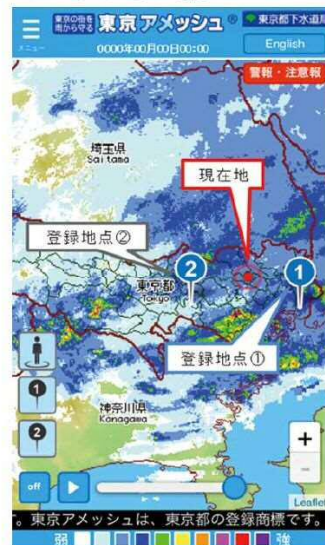 東京の街を
雨から守る
東京アメッシュ®
東京都下水道局
メニュー
0000年00月00日00:00
English
警報・注意報
埼玉県
Saitama
現在地
登録地点②
2
1
東京都
Tokyo
登録地点①
1
神奈川県
Kanagawa
2
+
-
off
Leaflet
。東京アメッシュは、東京都の登録商標です。
弱
強